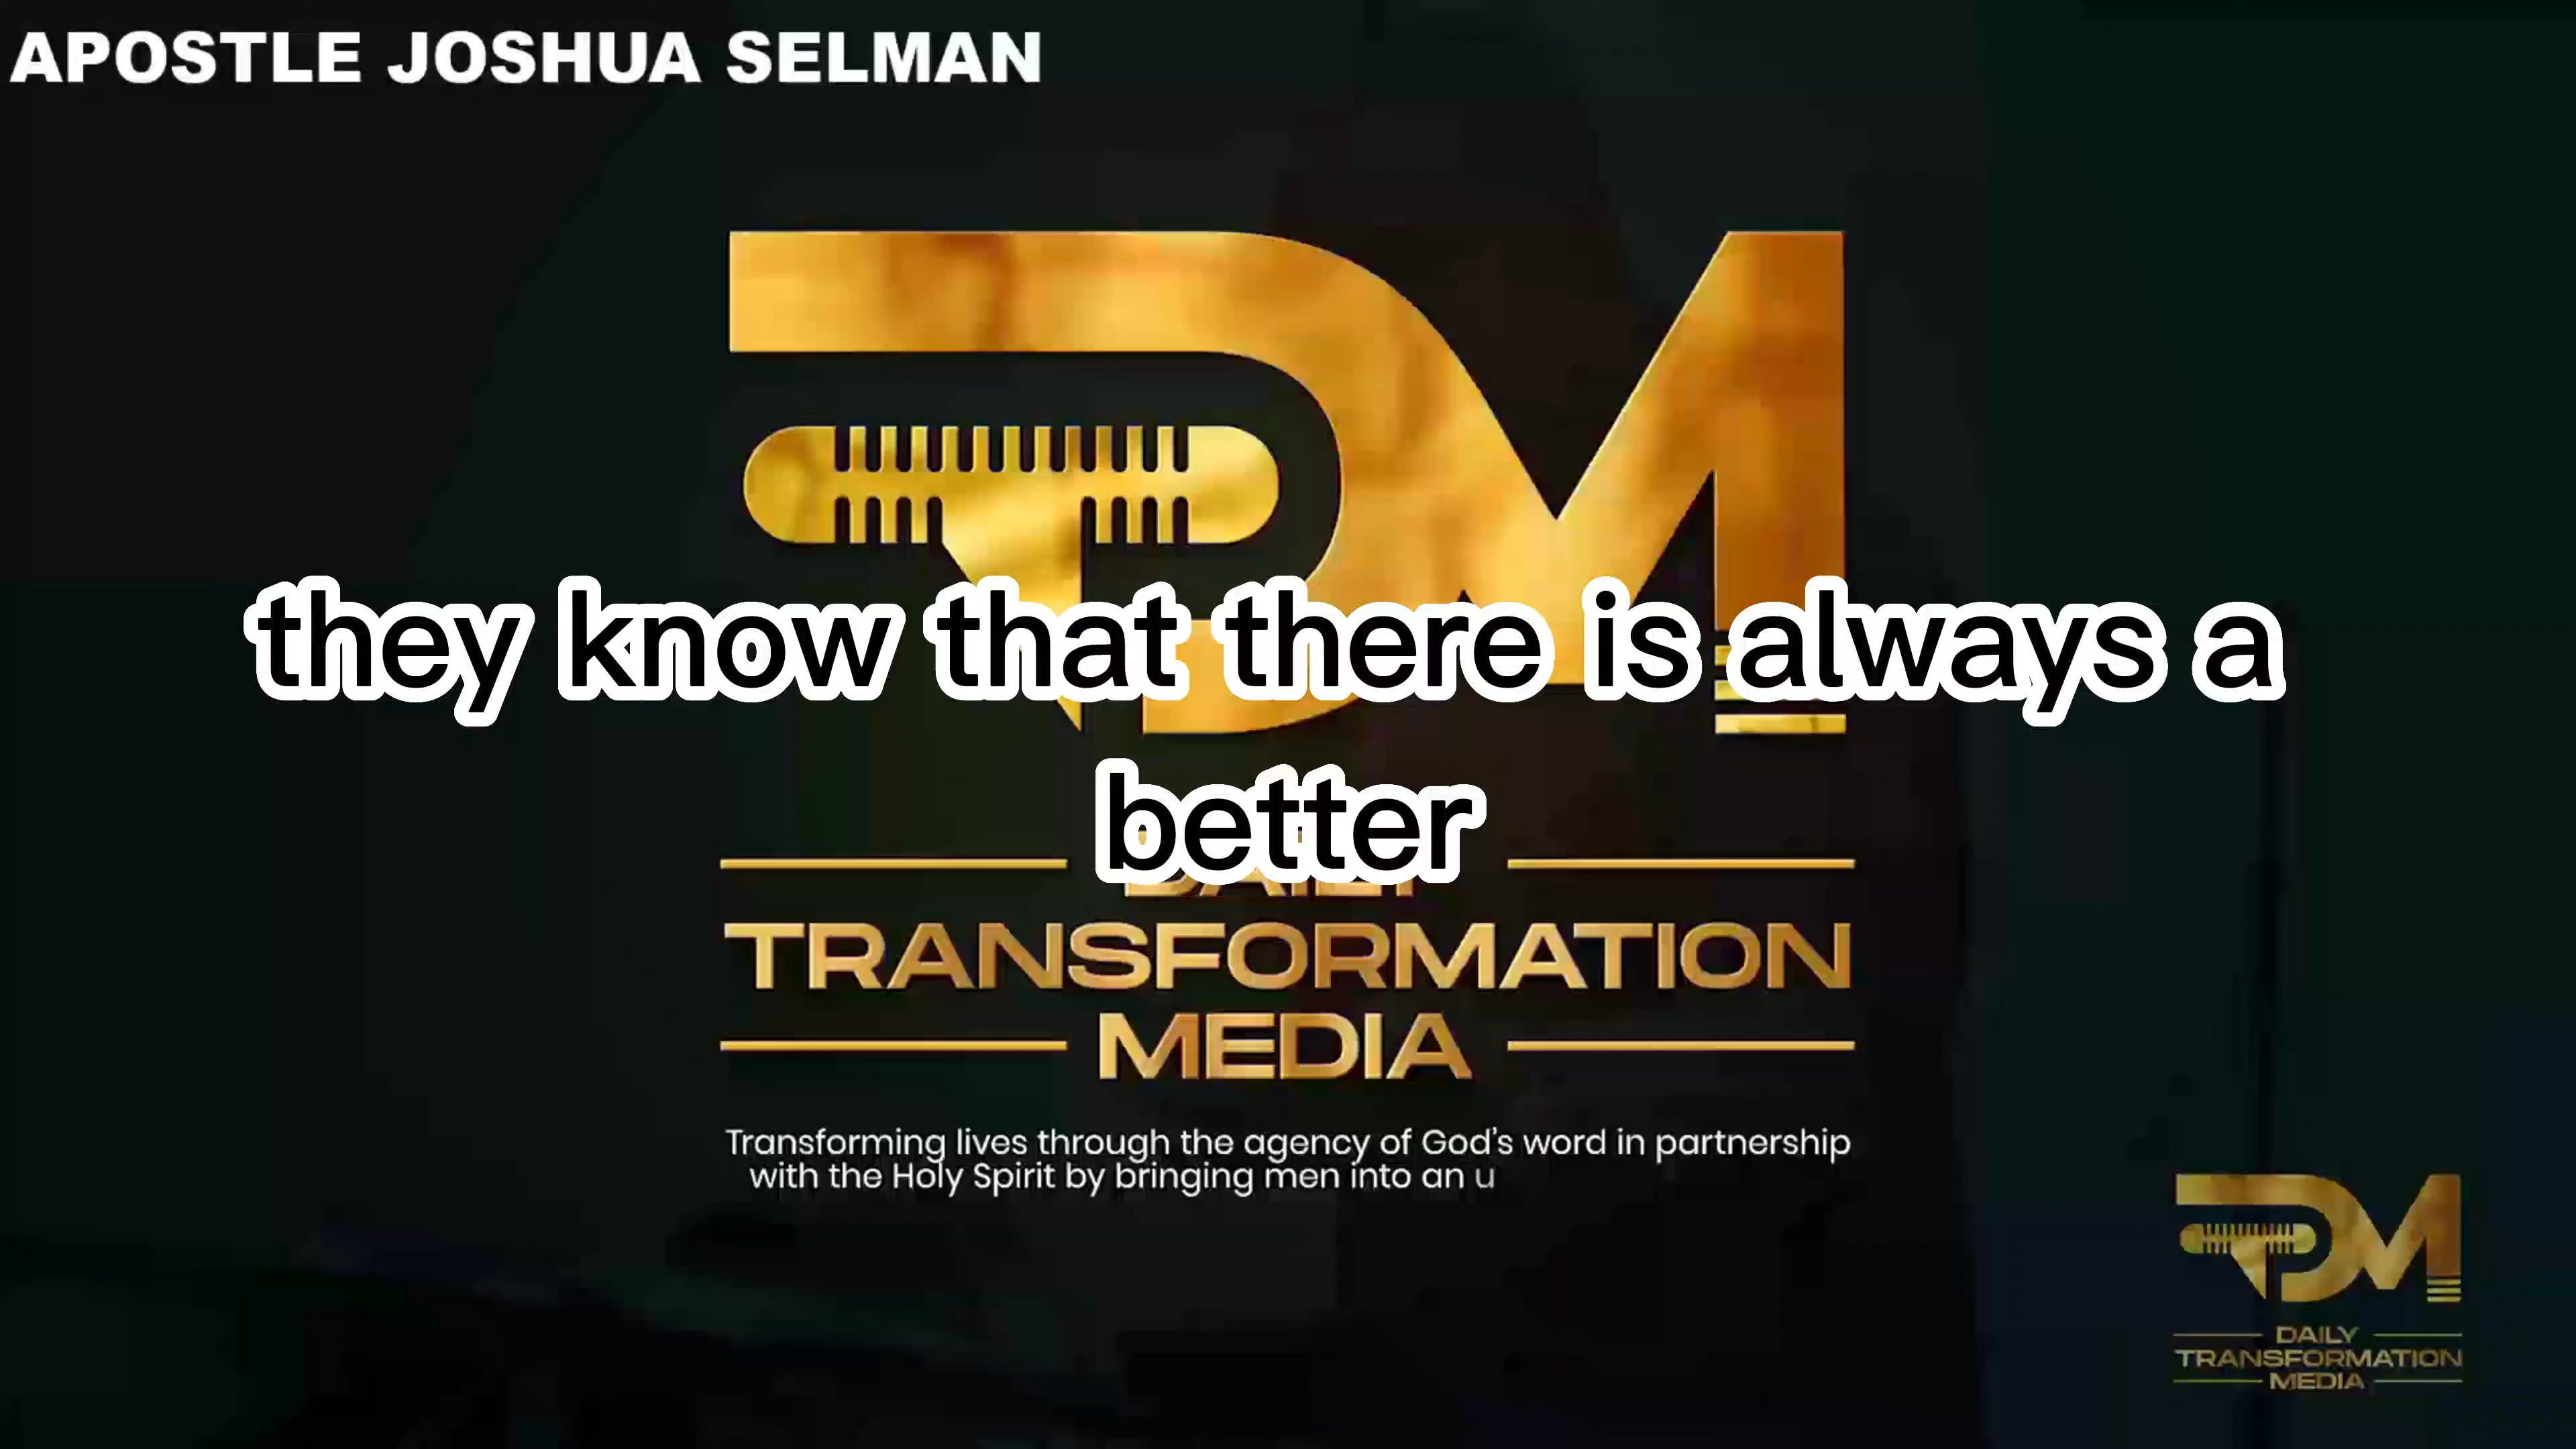 APOSTLE JOSHUA SELMAN
they know that there is always a
better
DAILY
TRANSFORMATION
MEDIA
Transforming lives through the agency of God's word in partnership
with the Holy Spirit by bringing men into an u
DAILY
TRANSFORMATION
MEDIA